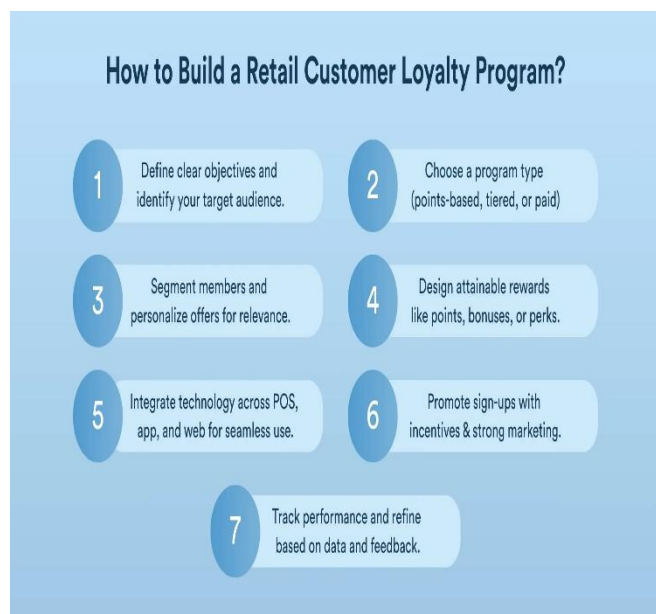 How to Build a Retail Customer Loyalty Program?
1
Define clear objectives and
identify your target audience.
2
Choose a program type
(points-based, tiered, or paid)
3
Segment members and
personalize offers for relevance.
4
Design attainable rewards
like points, bonuses, or perks.
5
Integrate technology across POS,
app, and web for seamless use.
6
Promote sign-ups with
incentives & strong marketing.
7
Track performance and refine
based on data and feedback.